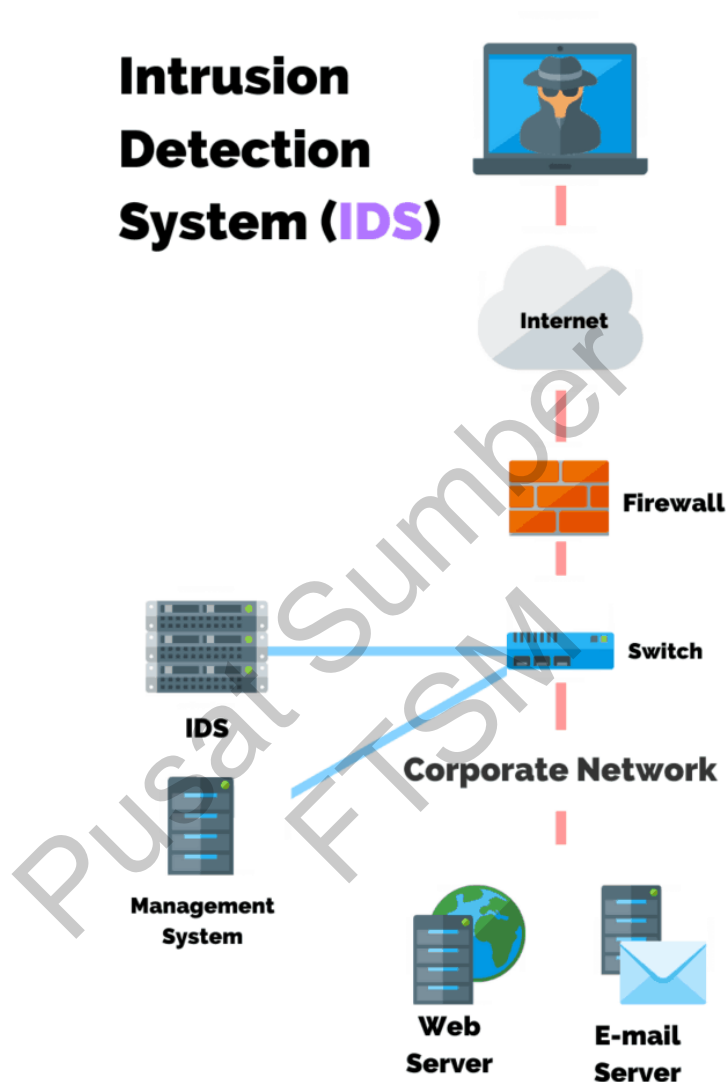 Intrusion
Detection
System (IDS)
Internet
Firewall
Switch
IDS
Corporate Network
Management
System
Web
Server
E-mail
Server
Pusat Sumber
FTSM